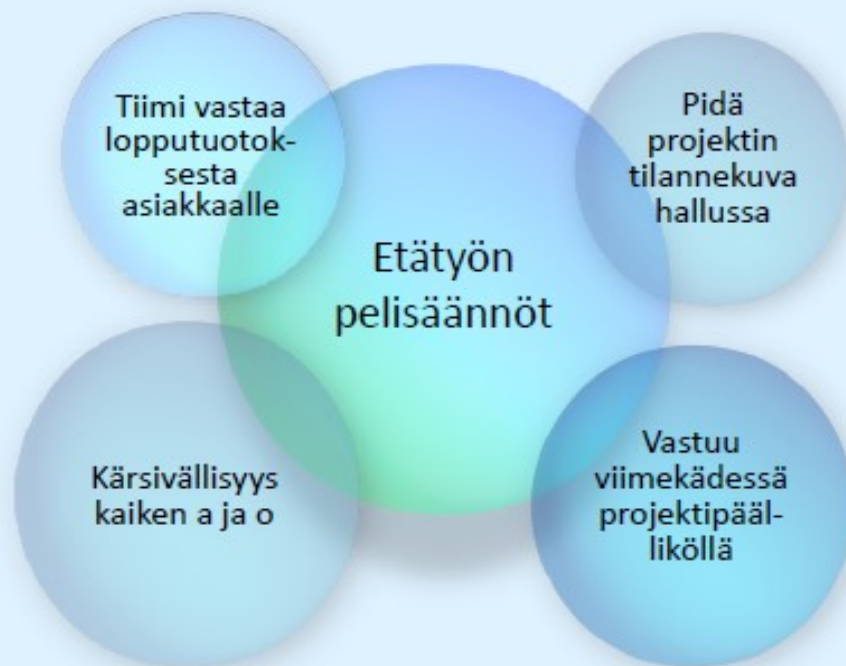 Tiimi vastaa
lopputuotok-
sesta
asiakkaalle
Pidä
projektin
tilannekuva
hallussa
Etätyön
pelisäännöt
Kärsivällisyys
kaiken a ja o
Vastuu
viimekädessä
projektipääl-
liköllä